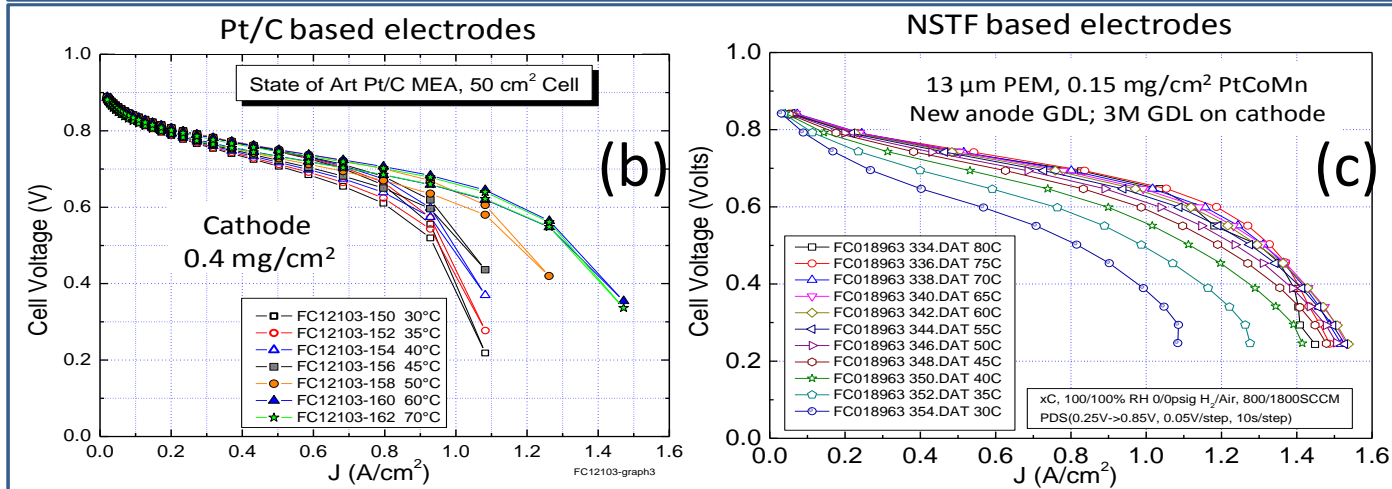 Pt/C based electrodes
State of Art Pt/C MEA, 50 cm² Cell
(b)
Cathode
0.4 mg/cm²
FC12103-150 30°C
FC12103-152 35°C
FC12103-154 40°C
FC12103-156 45°C
FC12103-158 50°C
FC12103-160 60°C
FC12103-162 70°C
Cell Voltage (V)
1.0
0.8
0.6
0.4
0.2
0.0
0.0 0.2 0.4 0.6 0.8 1.0 1.2 1.4 1.6
J (A/cm²)
FC12103-graph3
NSTF based electrodes
13 µm PEM, 0.15 mg/cm² PtCoMn
New anode GDL; 3M GDL on cathode
(c)
FC018963 334.DAT 80C
FC018963 336.DAT 75C
FC018963 338.DAT 70C
FC018963 340.DAT 65C
FC018963 342.DAT 60C
FC018963 344.DAT 55C
FC018963 346.DAT 50C
FC018963 348.DAT 45C
FC018963 350.DAT 40C
FC018963 352.DAT 35C
FC018963 354.DAT 30C
xC, 100/100% RH 0/0psig H₂/Air, 800/1800SCCM
PDS(0.25V->0.85V, 0.05V/step, 10s/step)
Cell Voltage (Volts)
1.0
0.8
0.6
0.4
0.2
0.0
0.0 0.2 0.4 0.6 0.8 1.0 1.2 1.4 1.6
J (A/cm²)